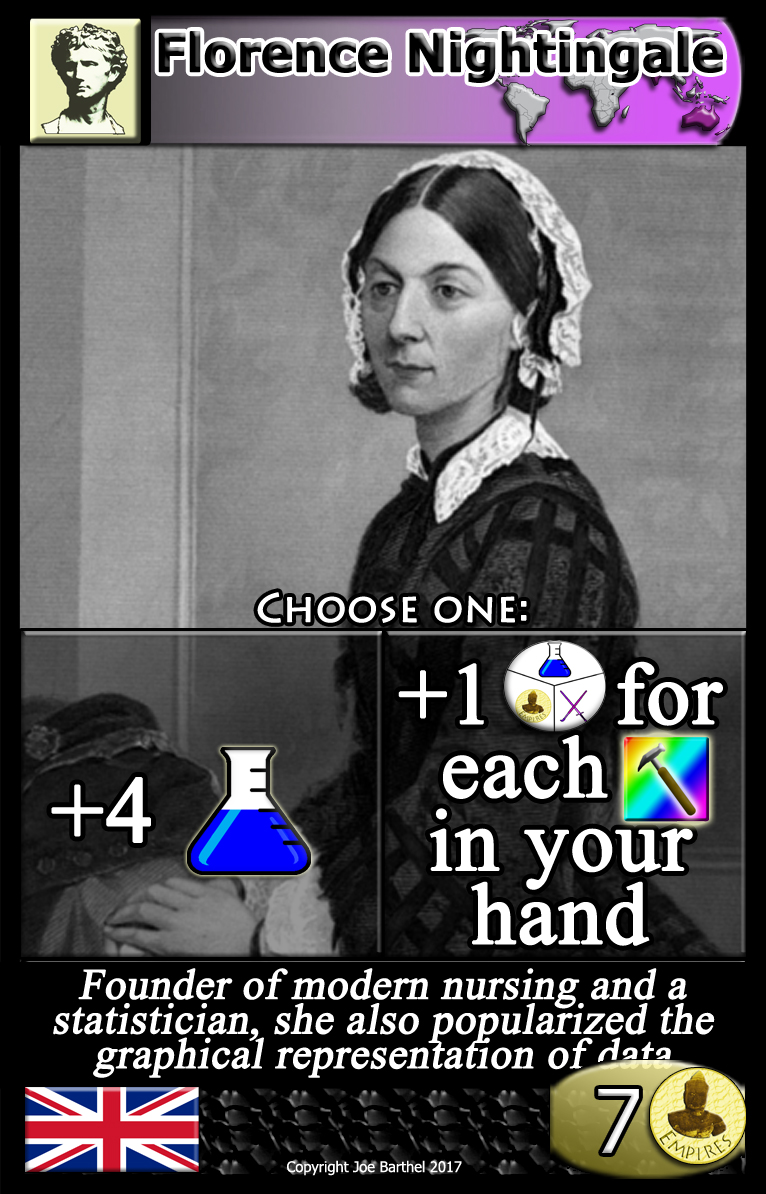 Florence Nightingale
CHOOSE ONE:
+4
+1 for
EMPIRES
each
in your
hand
Founder of modern nursing and a
statistician, she also popularized the
graphical representation of data
7
EMPIRES
Copyright Joe Barthel 2017